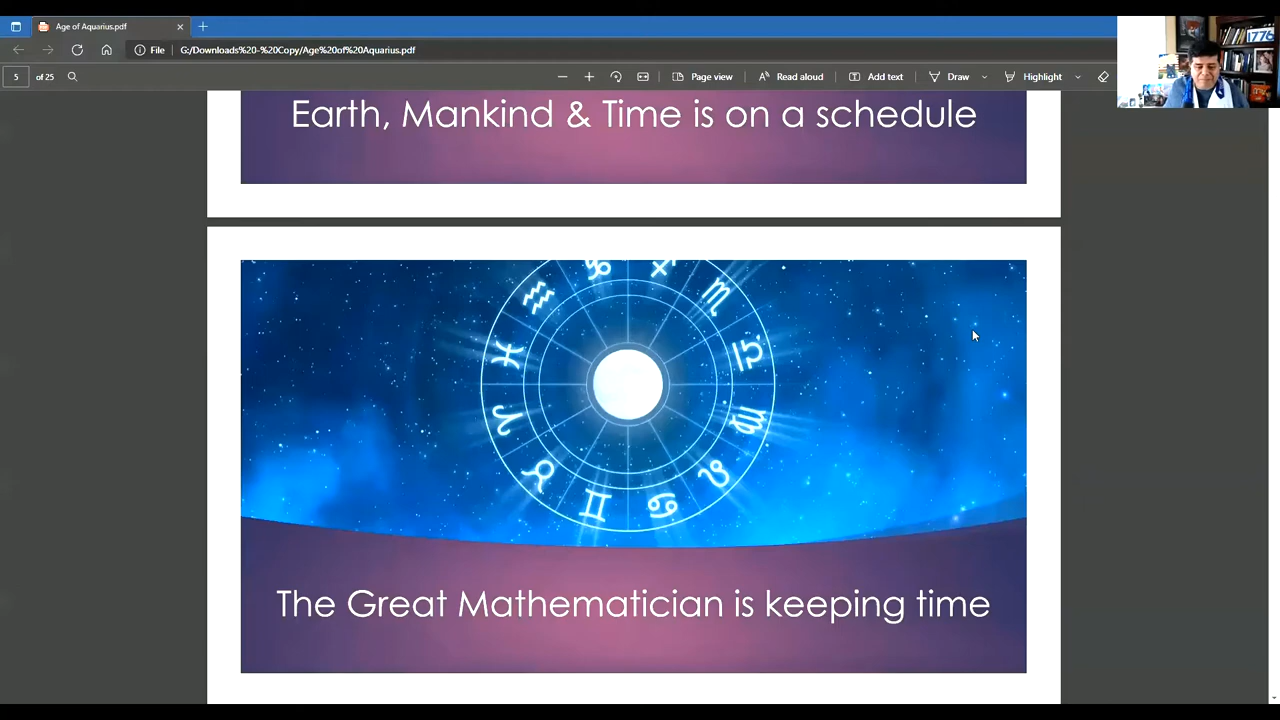 Age of Aquarius.pdf
File G:/Downloads%20-%20Copy/Age%20of%20Aquarius.pdf
5 of 25 Page view Read aloud Add text Draw Highlight
1776
Earth, Mankind & Time is on a schedule
The Great Mathematician is keeping time